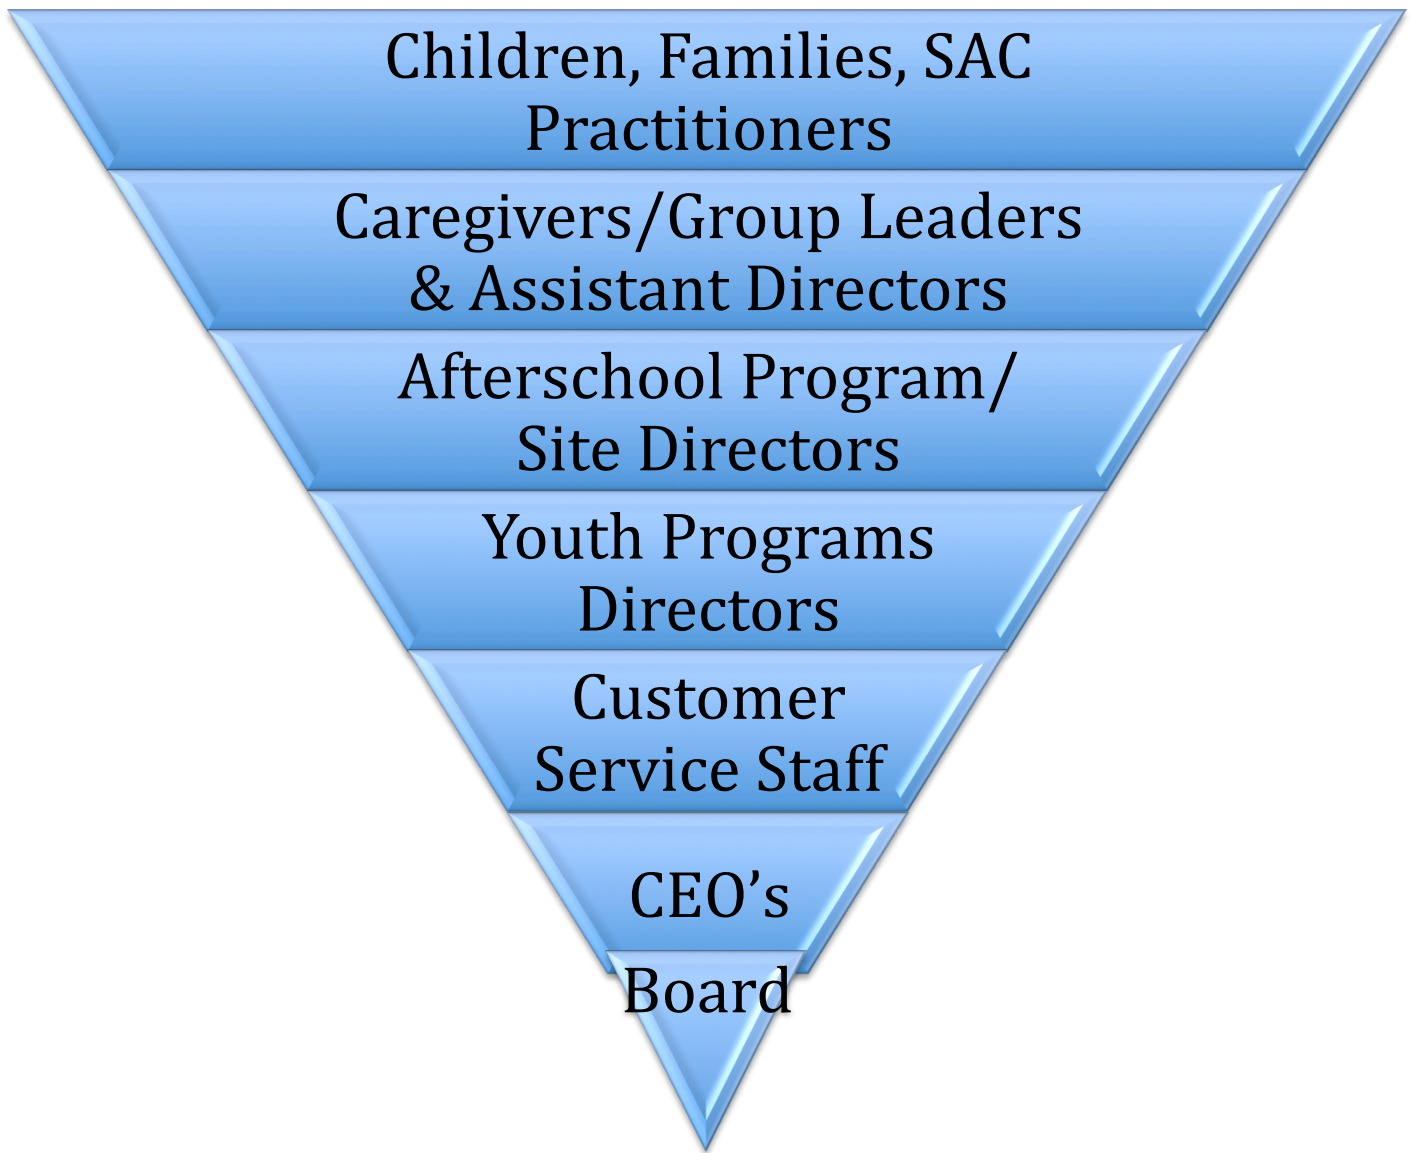 Children, Families, SAC
Practitioners
Caregivers/Group Leaders
& Assistant Directors
Afterschool Program/
Site Directors
Youth Programs
Directors
Customer
Service Staff
CEO’s
Board